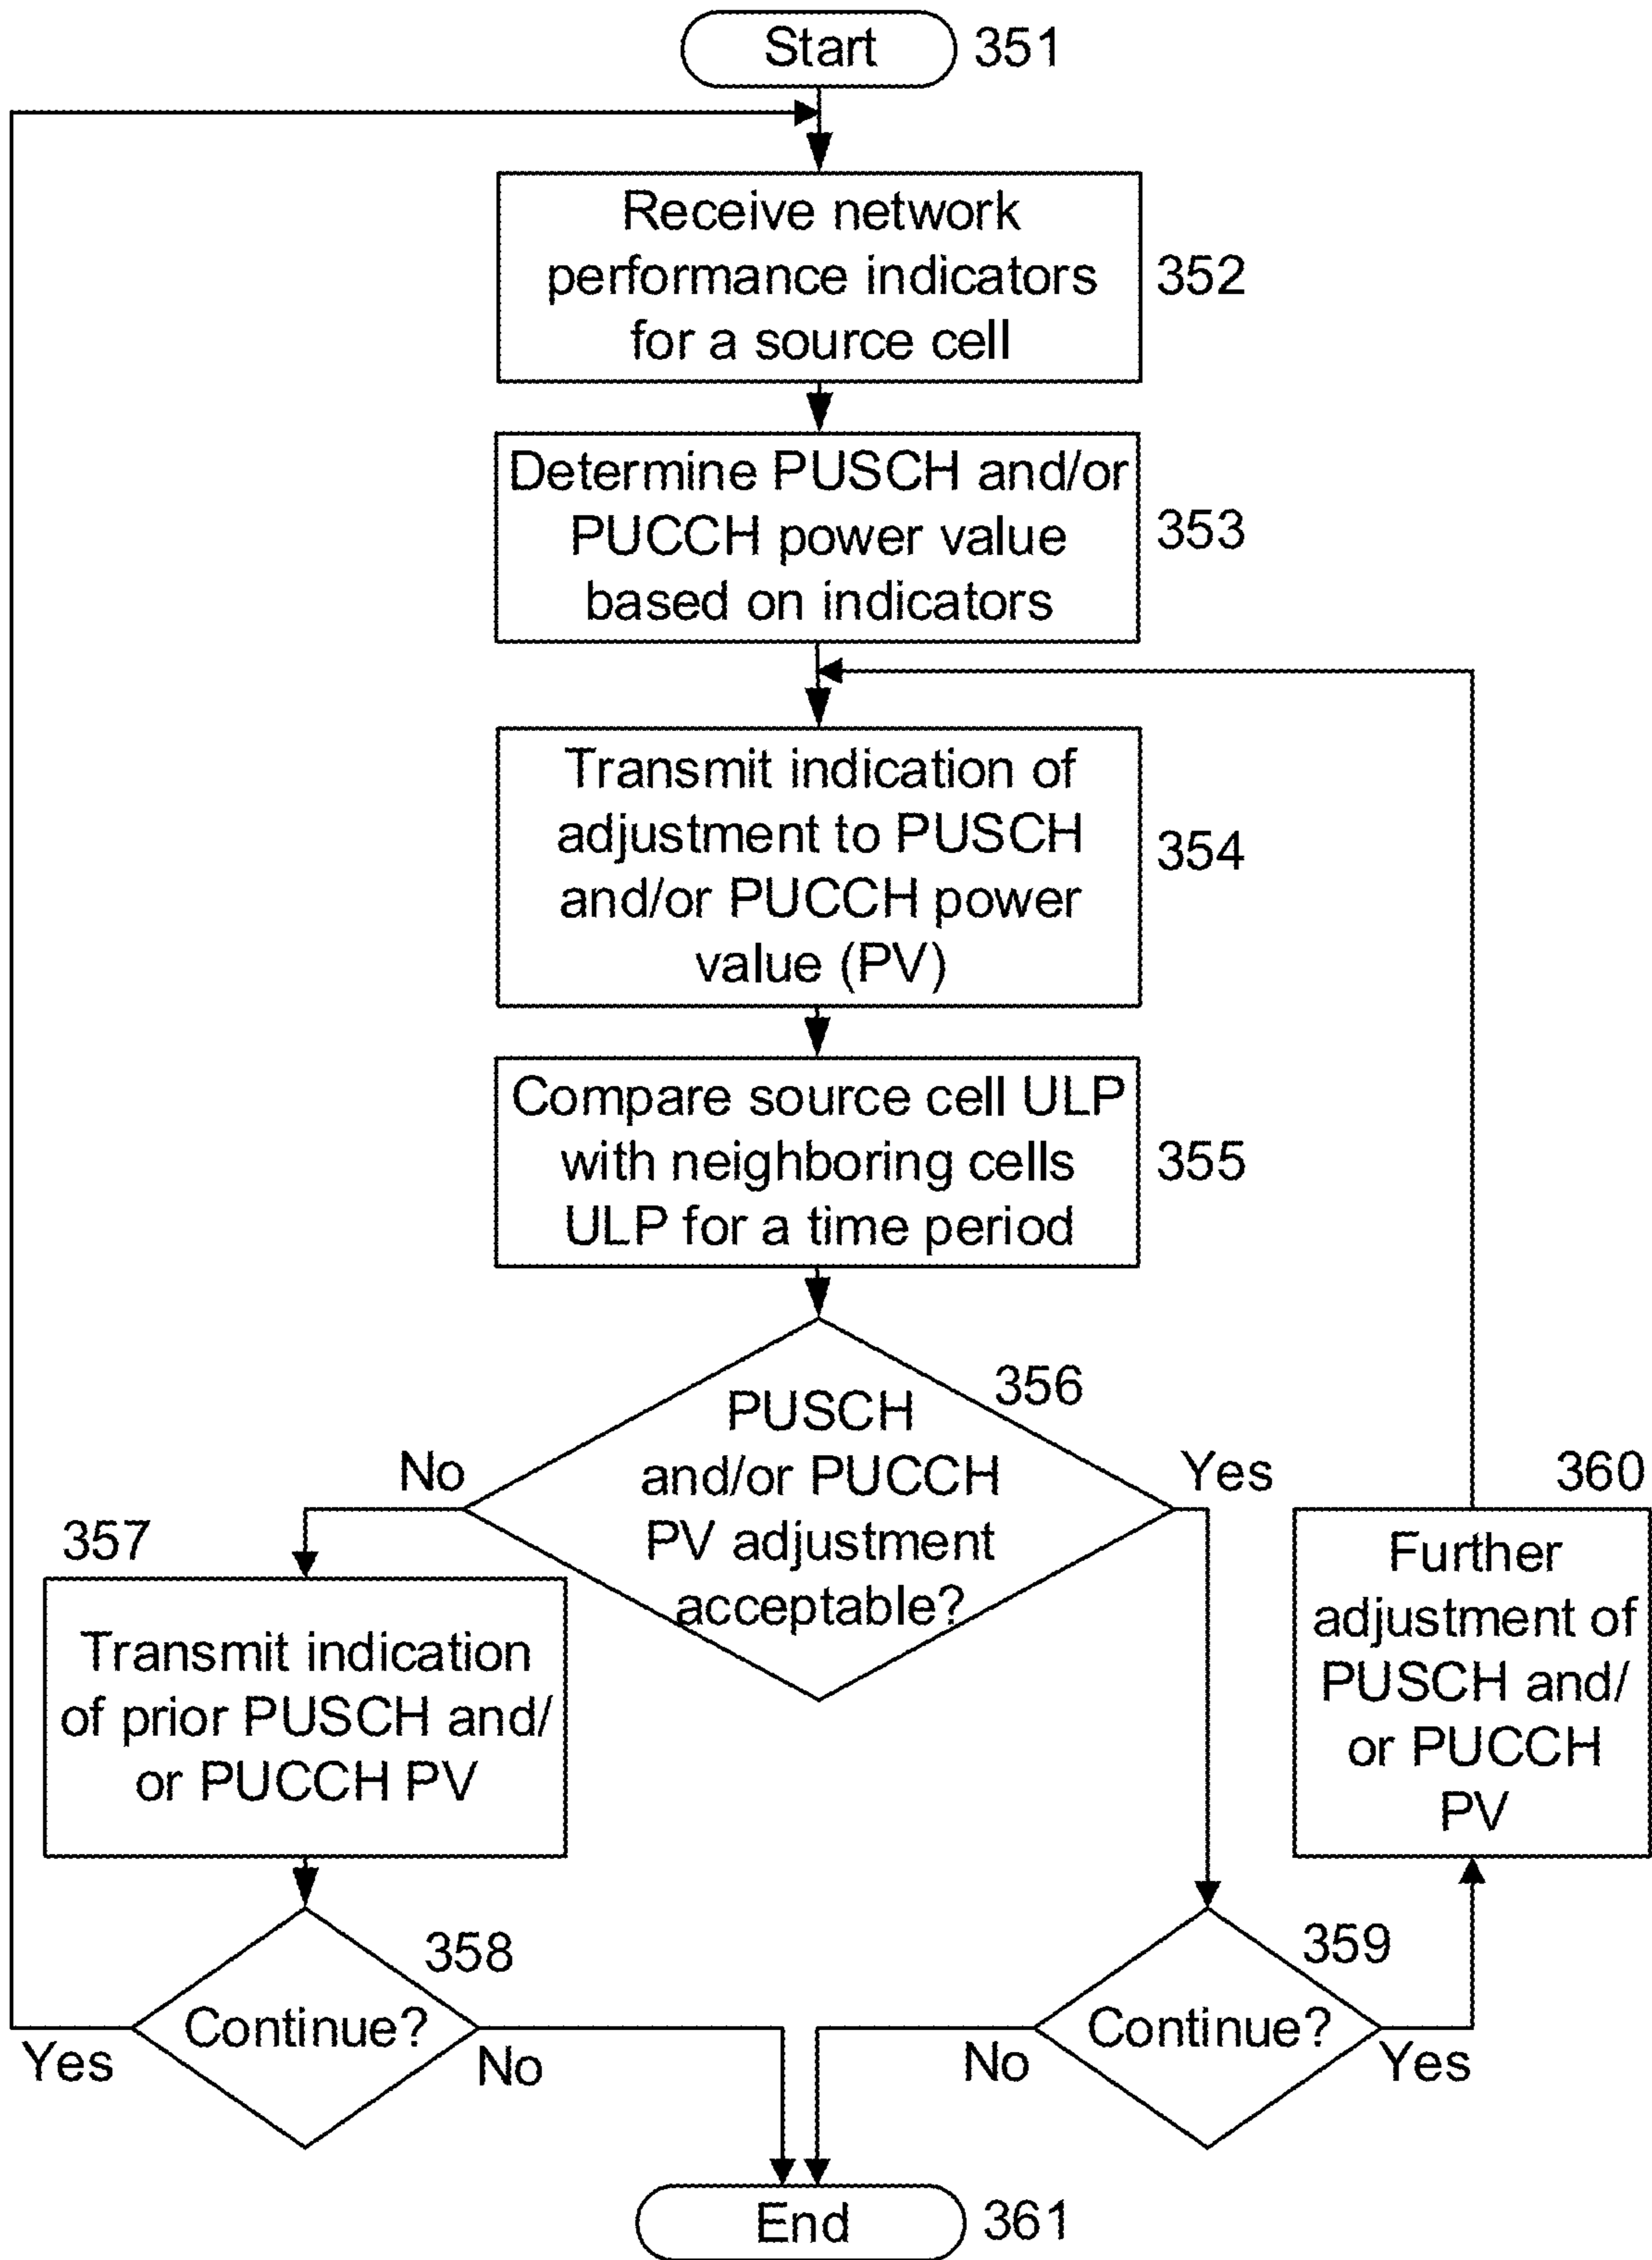 Start
351
Receive network
performance indicators
for a source cell
352
Determine PUSCH and/or
PUCCH power value
based on indicators
353
Transmit indication of
adjustment to PUSCH
and/or PUCCH power
value (PV)
354
Compare source cell ULP
with neighboring cells
ULP for a time period
355
356
PUSCH
and/or PUCCH
PV adjustment
acceptable?
No
Yes
357
Transmit indication
of prior PUSCH and/
or PUCCH PV
360
Further
adjustment of
PUSCH and/
or PUCCH
PV
358
Continue?
Yes
No
359
Continue?
No
Yes
End
361